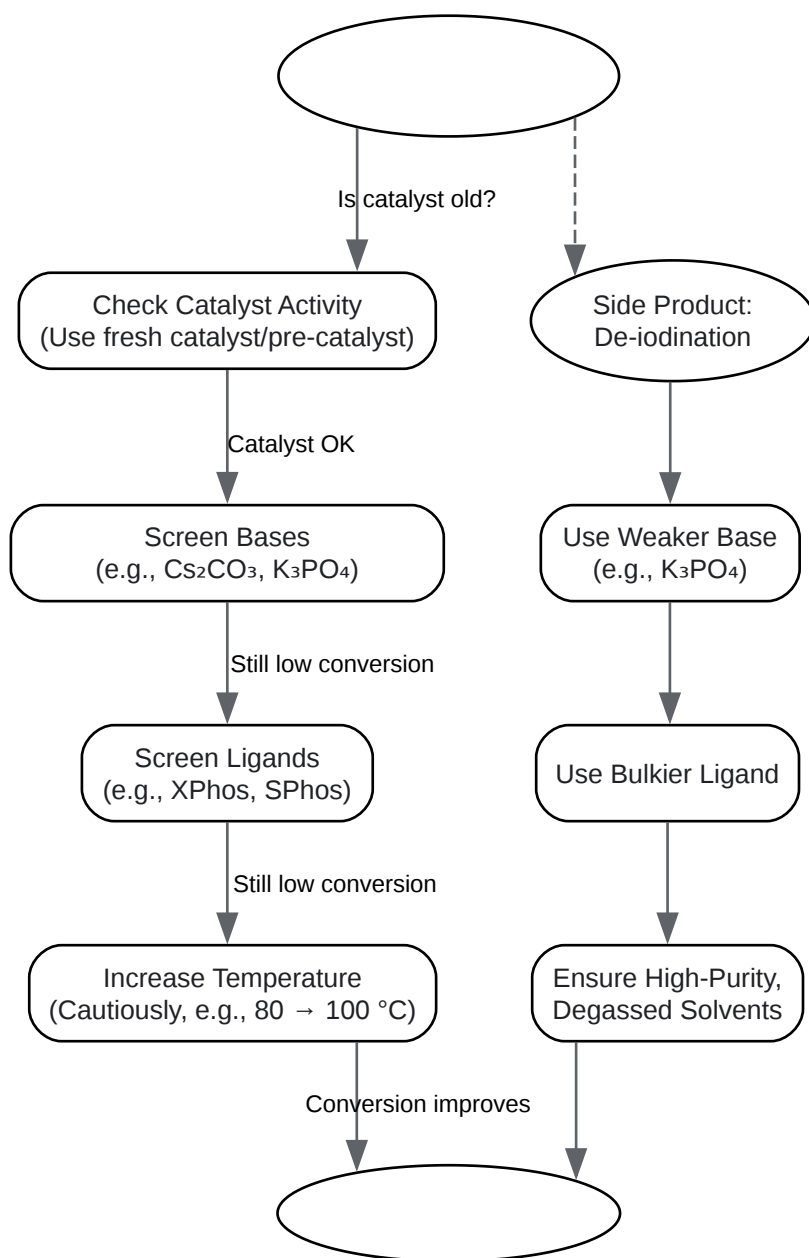 Is catalyst old?
Check Catalyst Activity
(Use fresh catalyst/pre-catalyst)
Side Product:
De-iodination
Catalyst OK
Screen Bases
(e.g., Cs₂CO₃, K₃PO₄)
Use Weaker Base
(e.g., K₃PO₄)
Still low conversion
Screen Ligands
(e.g., XPhos, SPhos)
Use Bulkier Ligand
Still low conversion
Increase Temperature
(Cautiously, e.g., 80 → 100 °C)
Ensure High-Purity,
Degassed Solvents
Conversion improves